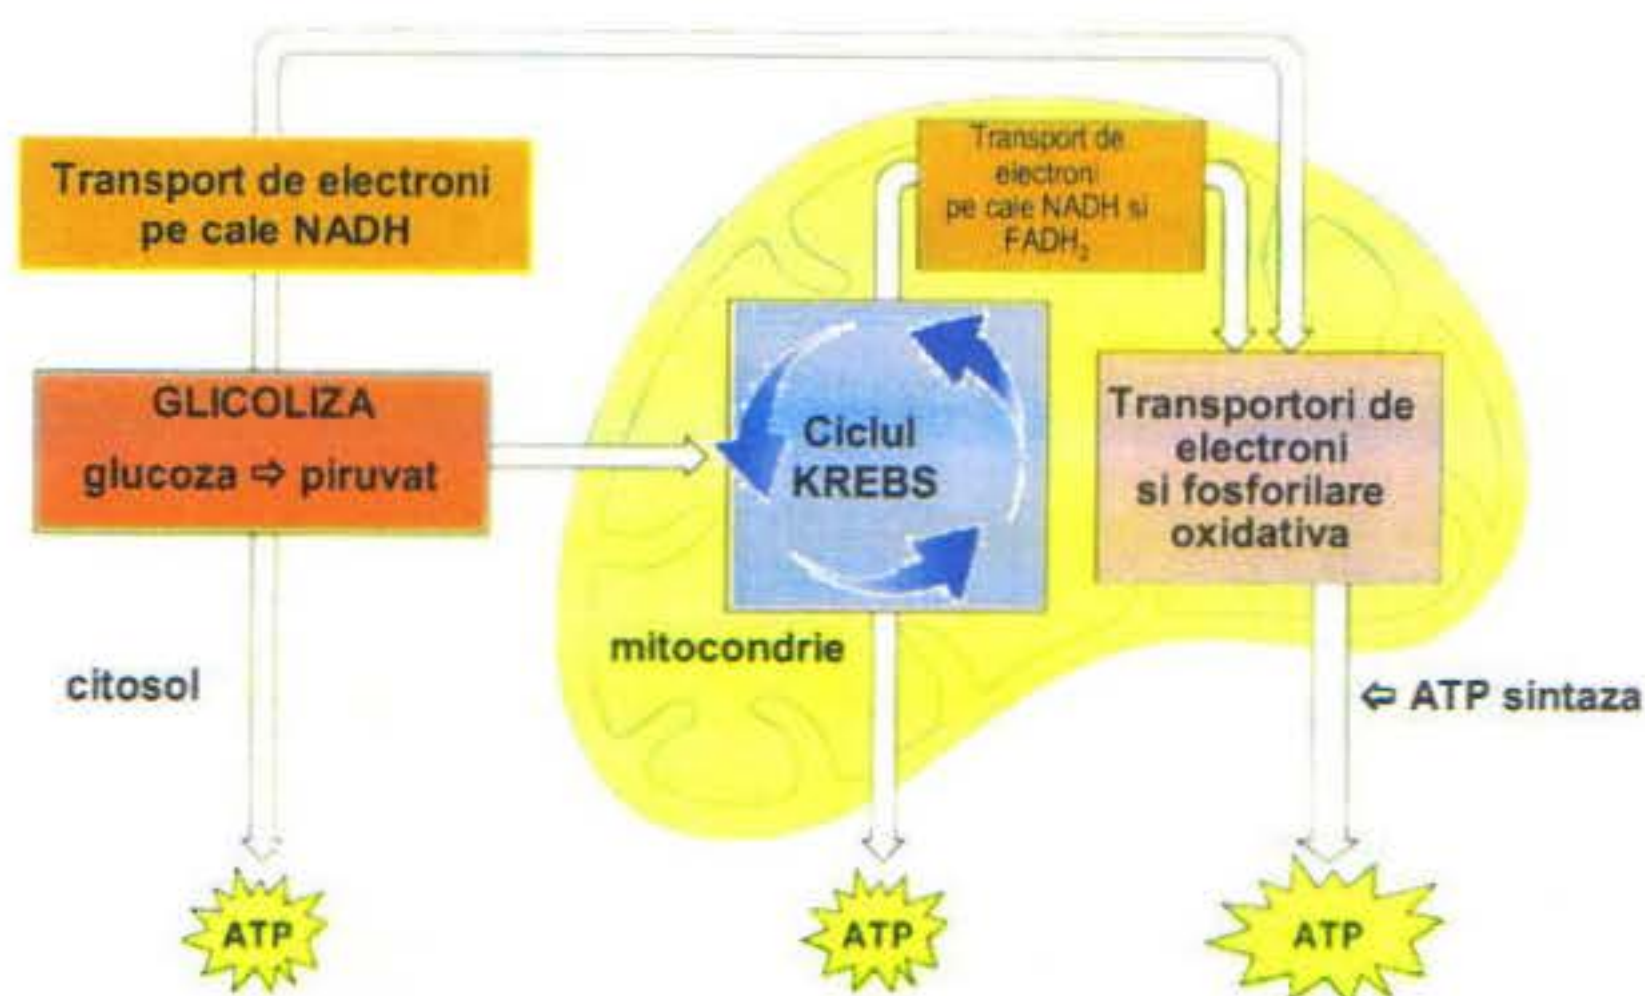 Transport de electroni
pe cale NADH
Transport de
electroni
pe cale NADH si
FADH₂
GLICOLIZA
glucoza ⇨ piruvat
Ciclul
KREBS
Transportori de
electroni
si fosforilare
oxidativa
mitocondrie
citosol
⇦ ATP sintaza
ATP
ATP
ATP